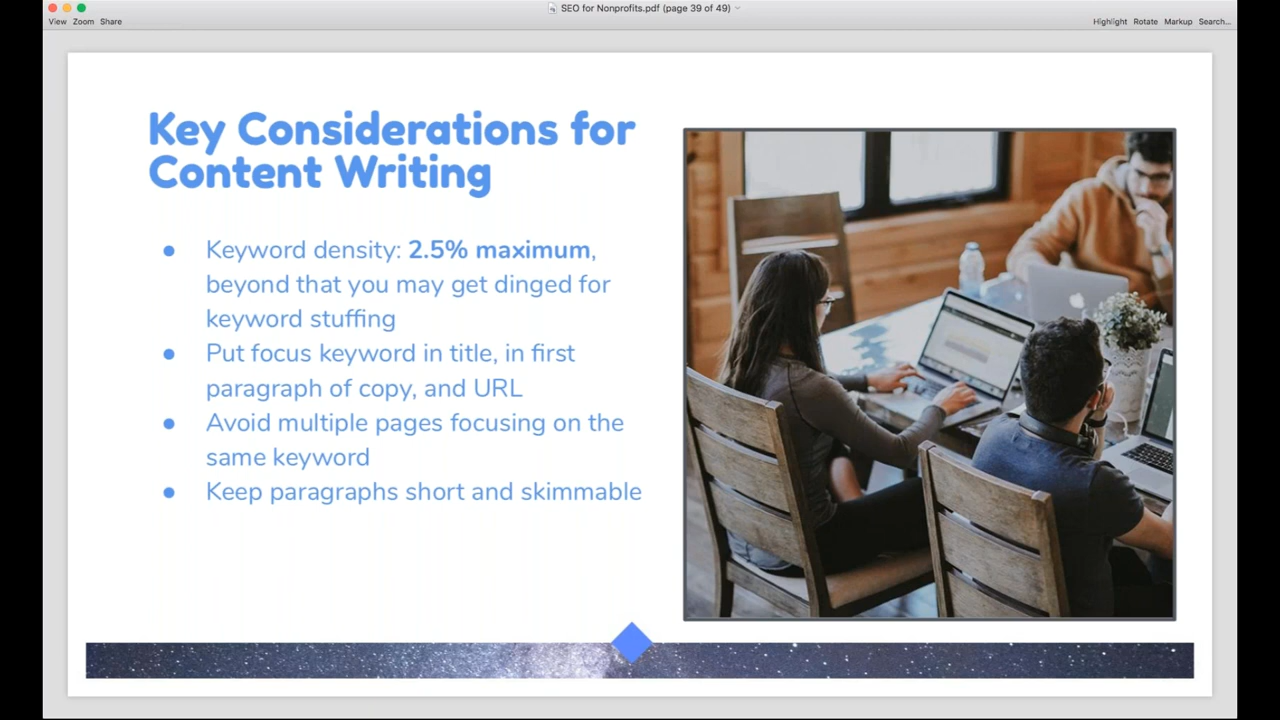 SEO for Nonprofits.pdf (page 39 of 49)
View Zoom Share
Highlight Rotate Markup Search...
Key Considerations for
Content Writing
● Keyword density: 2.5% maximum,
beyond that you may get dinged for
keyword stuffing
● Put focus keyword in title, in first
paragraph of copy, and URL
● Avoid multiple pages focusing on the
same keyword
● Keep paragraphs short and skimmable